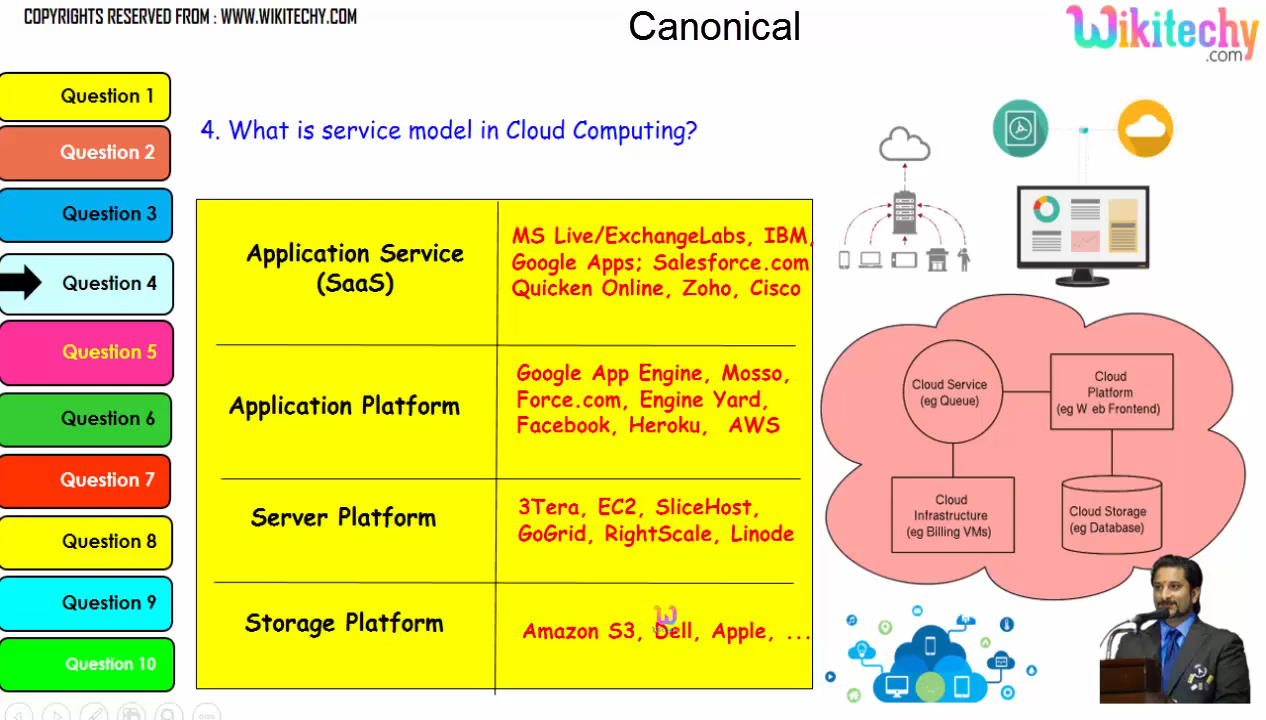 COPYRIGHTS RESERVED FROM : WWW.WIKITECHY.COM
Canonical
Wikitechy
.com
Question 1
Question 2
Question 3
Question 4
Question 5
Question 6
Question 7
Question 8
Question 9
Question 10
4. What is service model in Cloud Computing?
Application Service
(SaaS)
MS Live/ExchangeLabs, IBM,
Google Apps; Salesforce.com
Quicken Online, Zoho, Cisco
Application Platform
Google App Engine, Mosso,
Force.com, Engine Yard,
Facebook, Heroku, AWS
Server Platform
3Tera, EC2, SliceHost,
GoGrid, RightScale, Linode
Storage Platform
Amazon S3, Dell, Apple, ...
Cloud Service
(eg Queue)
Cloud
Platform
(eg W eb Frontend)
Cloud
Infrastructure
(eg Billing VMs)
Cloud Storage
(eg Database)